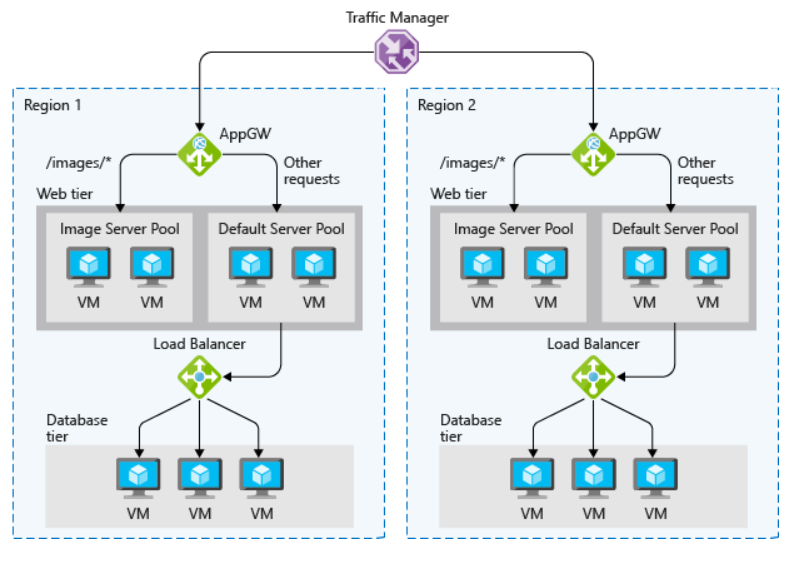 Traffic Manager
Region 1
AppGW
/images/*
Other
requests
Web tier
Image Server Pool
Default Server Pool
VM
VM
VM
VM
Load Balancer
Database
tier
VM
VM
VM
Region 2
AppGW
/images/*
Other
requests
Web tier
Image Server Pool
Default Server Pool
VM
VM
VM
VM
Load Balancer
Database
tier
VM
VM
VM